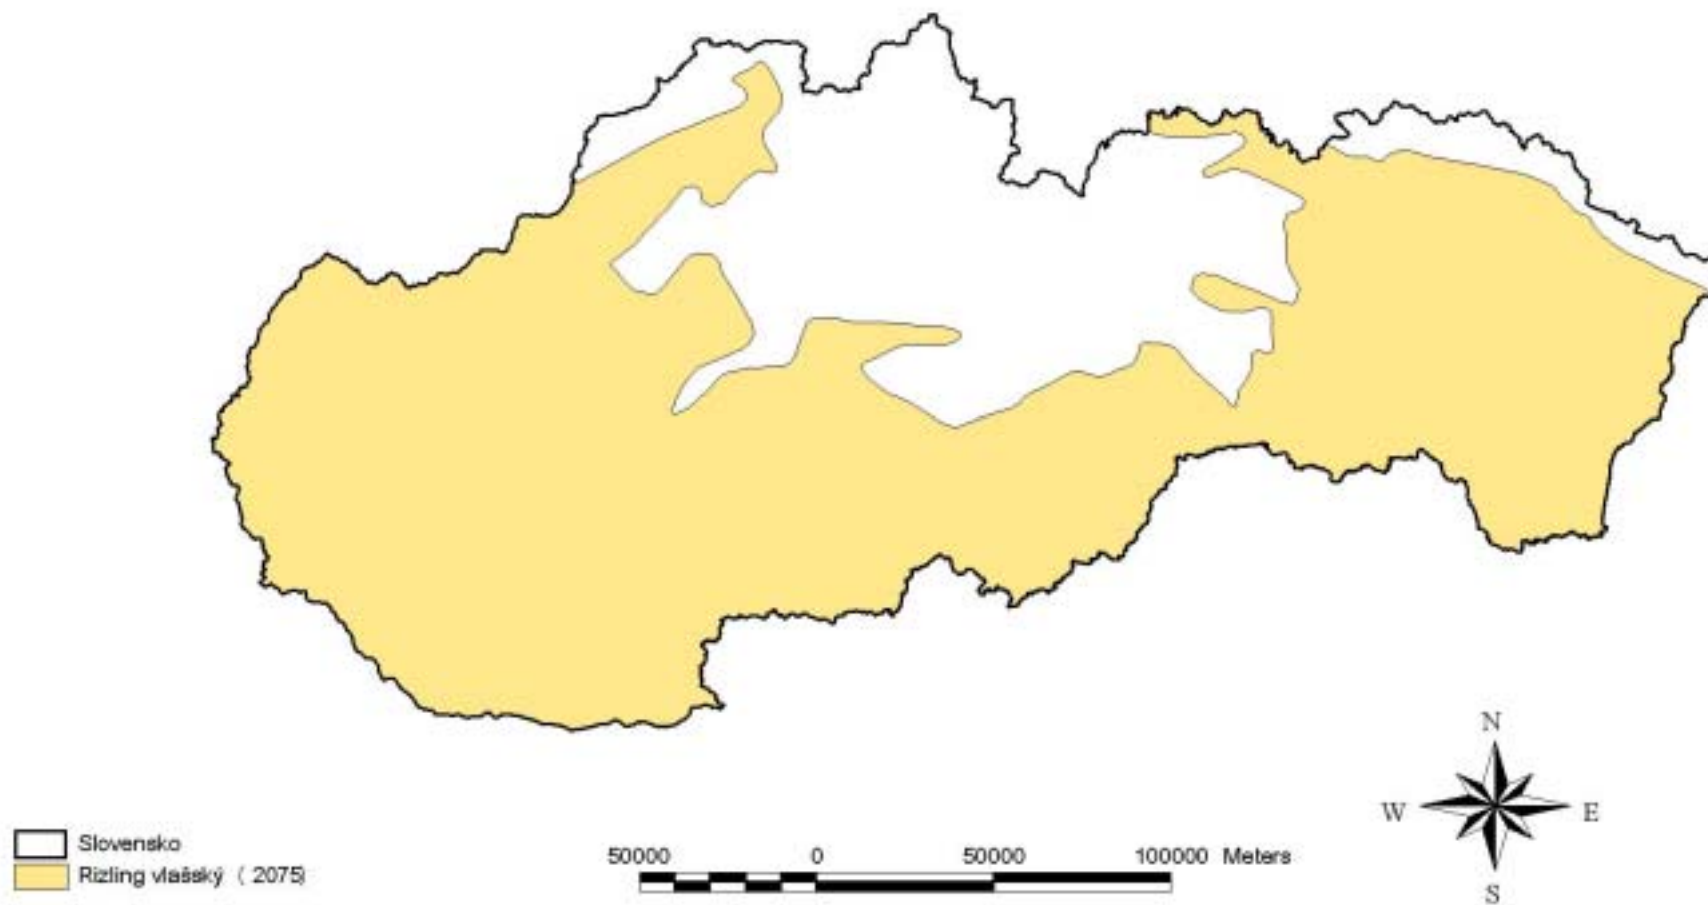 N
W E
S
Slovensko
Rizling vlašský ( 2075)
50000 0 50000 100000 Meters